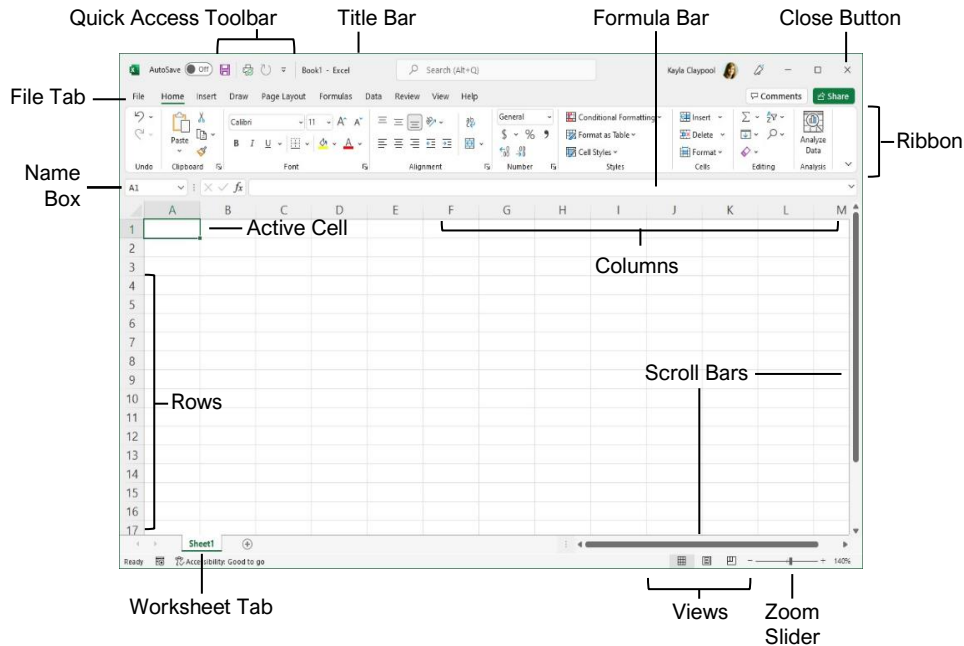 Quick Access Toolbar Title Bar Formula Bar Close Button
AutoSave Off Book1 - Excel Search (Alt+Q) Kayla Claypool
File Tab
File Home Insert Draw Page Layout Formulas Data Review View Help Comments Share
Calibri 11 A A General Conditional Formatting Insert
Paste B I U A $ % Format as Table Delete Analyze
Data
Cell Styles Format
Undo Clipboard Font Alignment Number Styles Cells Editing Analysis
Ribbon
Name
Box
A1 fx
A B C D E F G H I J K L M
1 Active Cell
2
3 Columns
4
5
6
7
8
9 Scroll Bars
10 Rows
11
12
13
14
15
16
17
Sheet1
Ready Accessibility: Good to go 140%
Worksheet Tab Views Zoom
Slider